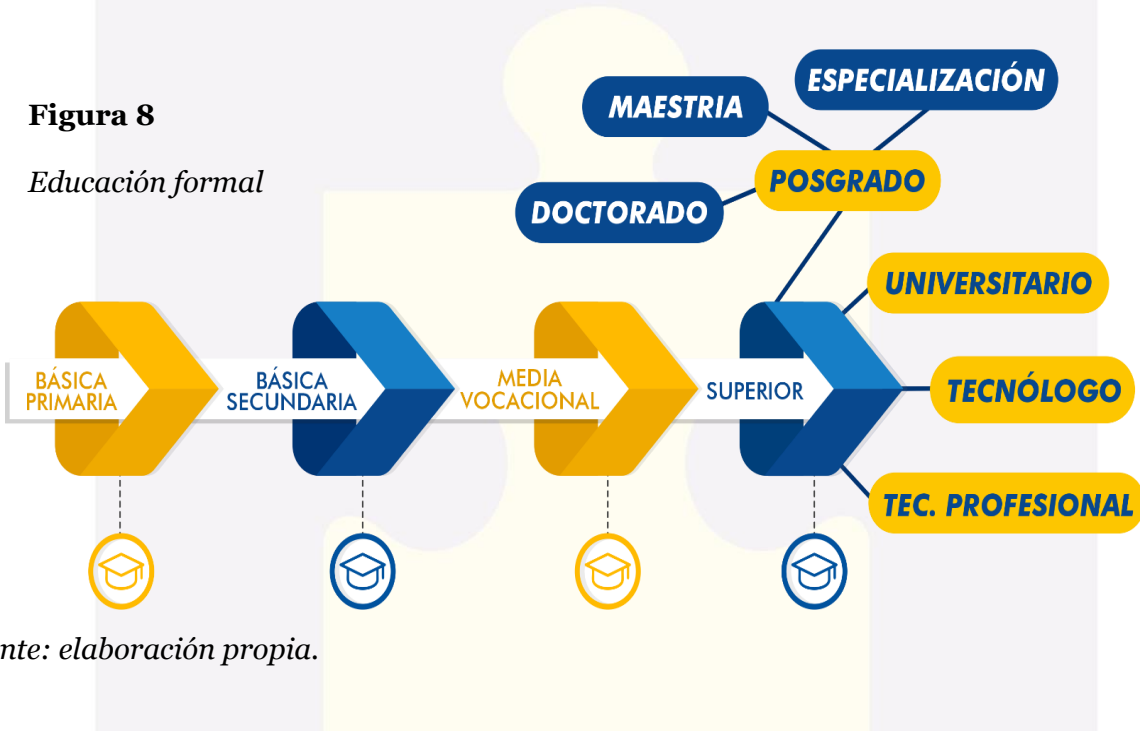 Figura 8
Educación formal
MAESTRIA
ESPECIALIZACIÓN
POSGRADO
DOCTORADO
UNIVERSITARIO
BÁSICA
PRIMARIA
BÁSICA
SECUNDARIA
MEDIA
VOCACIONAL
SUPERIOR
TECNÓLOGO
TEC. PROFESIONAL
nte: elaboración propia.